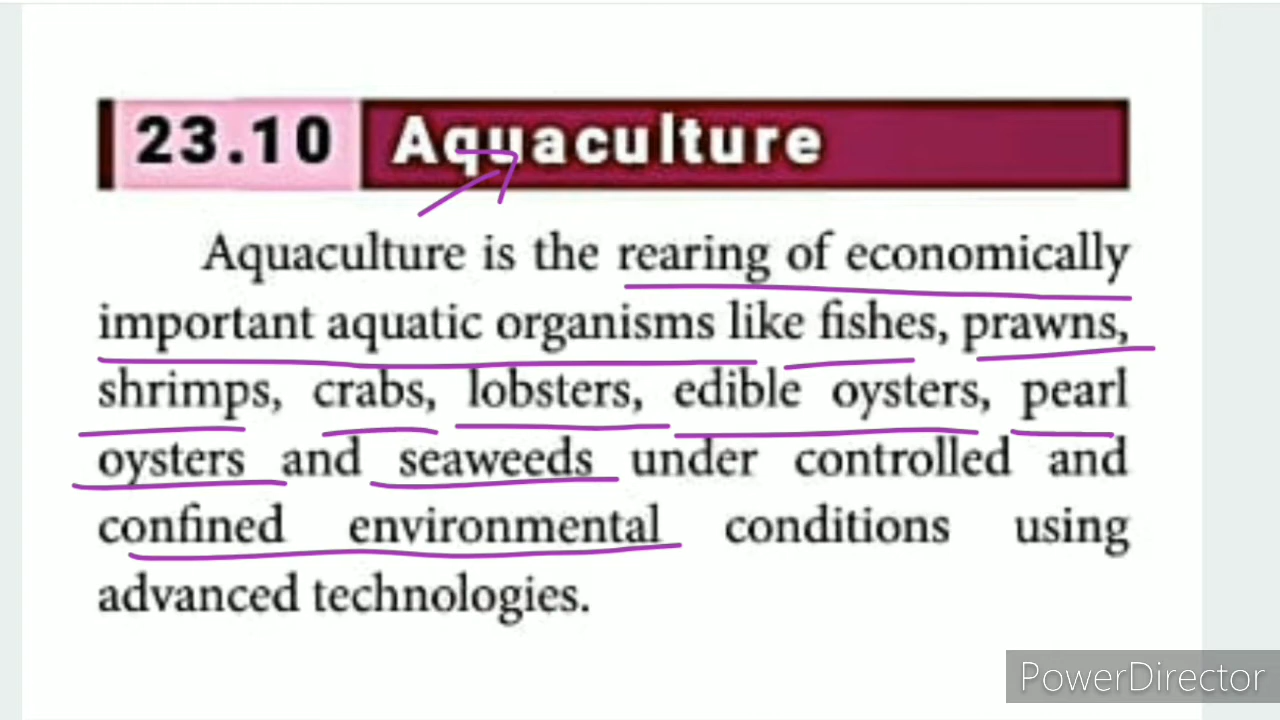 23.10 Aquaculture
Aquaculture is the rearing of economically
important aquatic organisms like fishes, prawns,
shrimps, crabs, lobsters, edible oysters, pearl
oysters and seaweeds under controlled and
confined environmental conditions using
advanced technologies.
PowerDirector